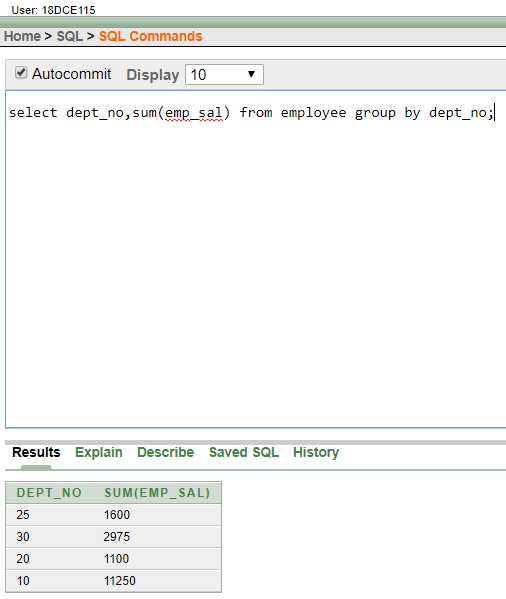 User: 18DCE115
Home > SQL > SQL Commands
Autocommit Display 10
select dept_no,sum(emp_sal) from employee group by dept_no;
Results Explain Describe Saved SQL History
DEPT_NO SUM(EMP_SAL)
25 1600
30 2975
20 1100
10 11250